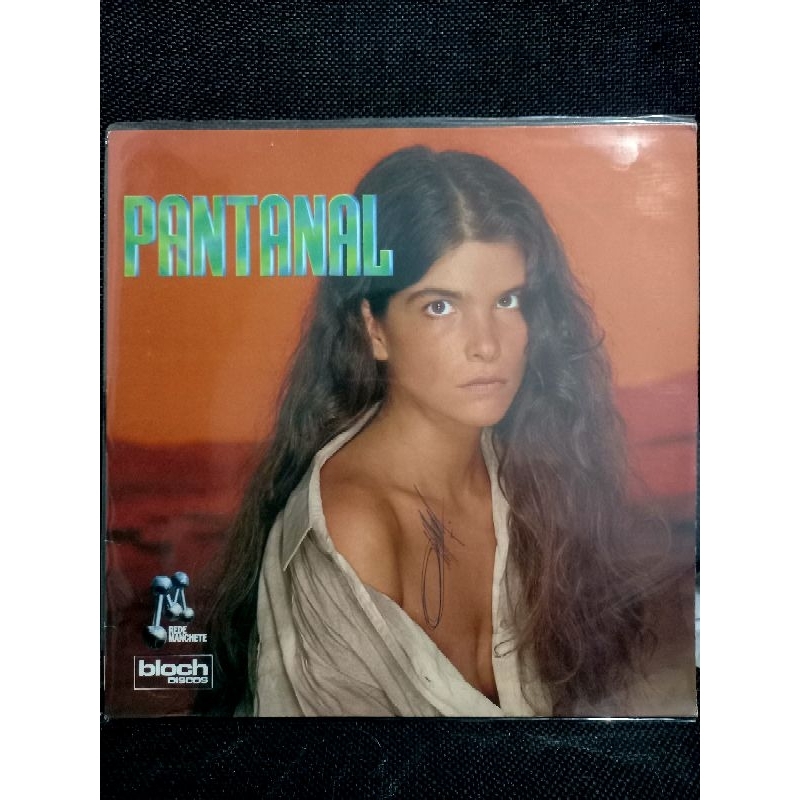 PANTANAL
REDE
MANCHETE
bloch
DISCOS